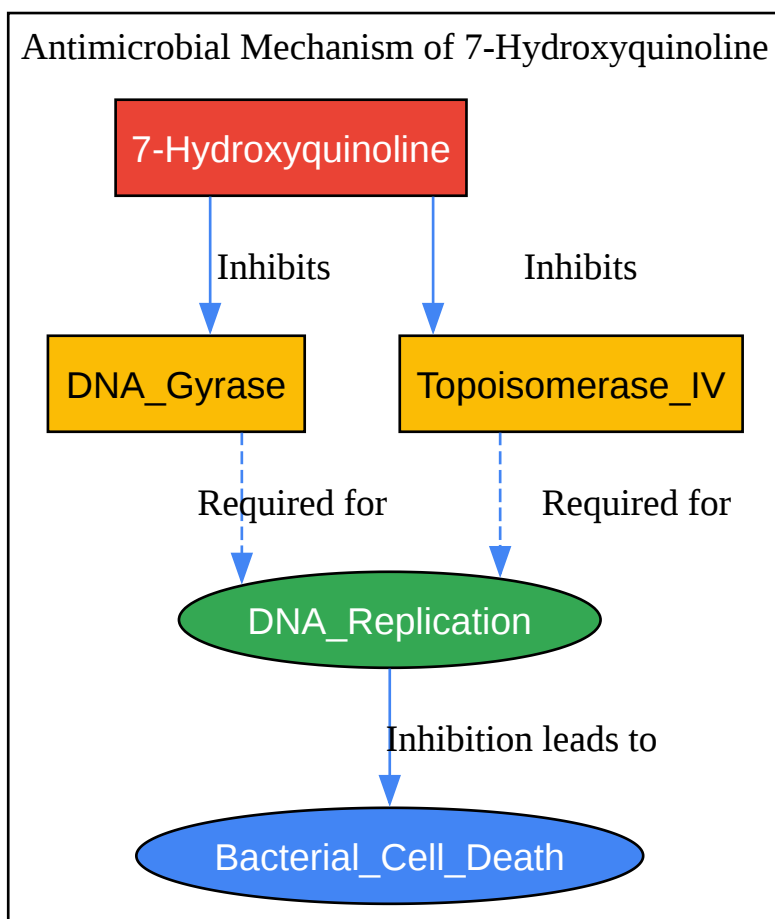 Antimicrobial Mechanism of 7-Hydroxyquinoline
7-Hydroxyquinoline
Inhibits
Inhibits
DNA_Gyrase
Topoisomerase_IV
Required for
Required for
DNA_Replication
Inhibition leads to
Bacterial_Cell_Death